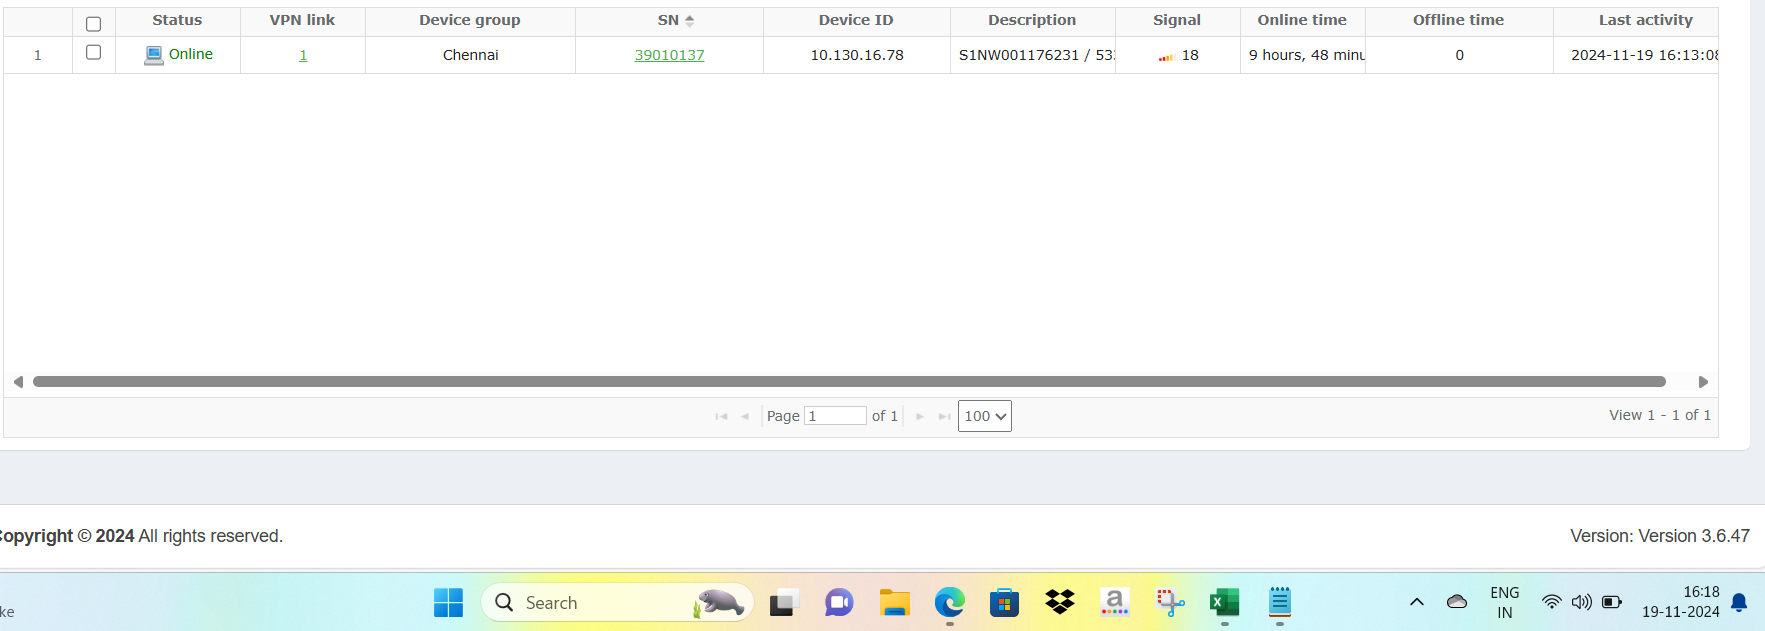 Status VPN link Device group SN Device ID Description Signal Online time Offline time Last activity
1 Online 1 Chennai 39010137 10.130.16.78 S1NW001176231 / 53 18 9 hours, 48 minu 0 2024-11-19 16:13:08
Page 1 of 1 100 View 1 - 1 of 1
opyright © 2024 All rights reserved. Version: Version 3.6.47
ke Search a X ENG IN 16:18 19-11-2024